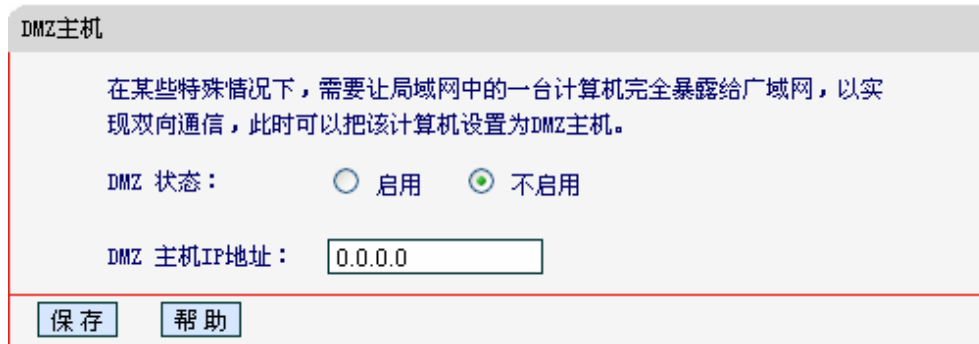 DMZ主机
在某些特殊情况下，需要让局域网中的一台计算机完全暴露给广域网，以实
现双向通信，此时可以把该计算机设置为DMZ主机。
DMZ 状态： 启用 不启用
DMZ 主机IP地址： 0.0.0.0
保存 帮助